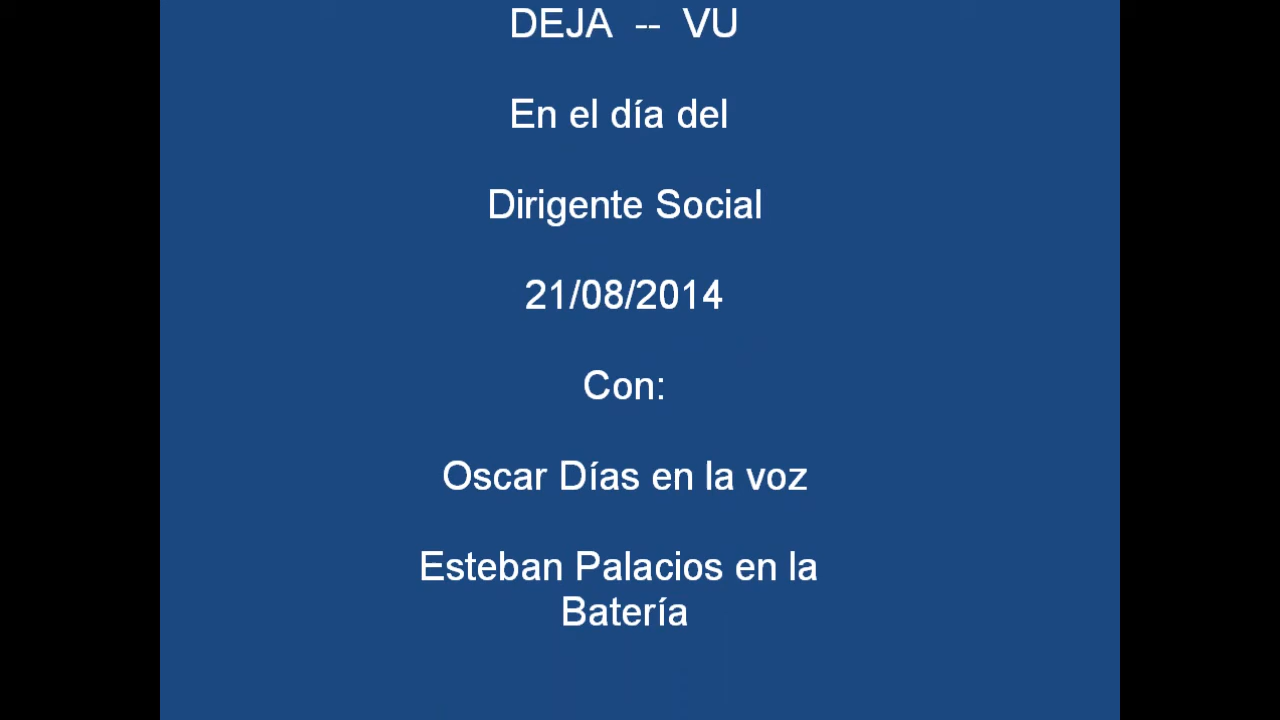 DEJA -- VU
En el día del
Dirigente Social
21/08/2014
Con:
Oscar Días en la voz
Esteban Palacios en la
Batería